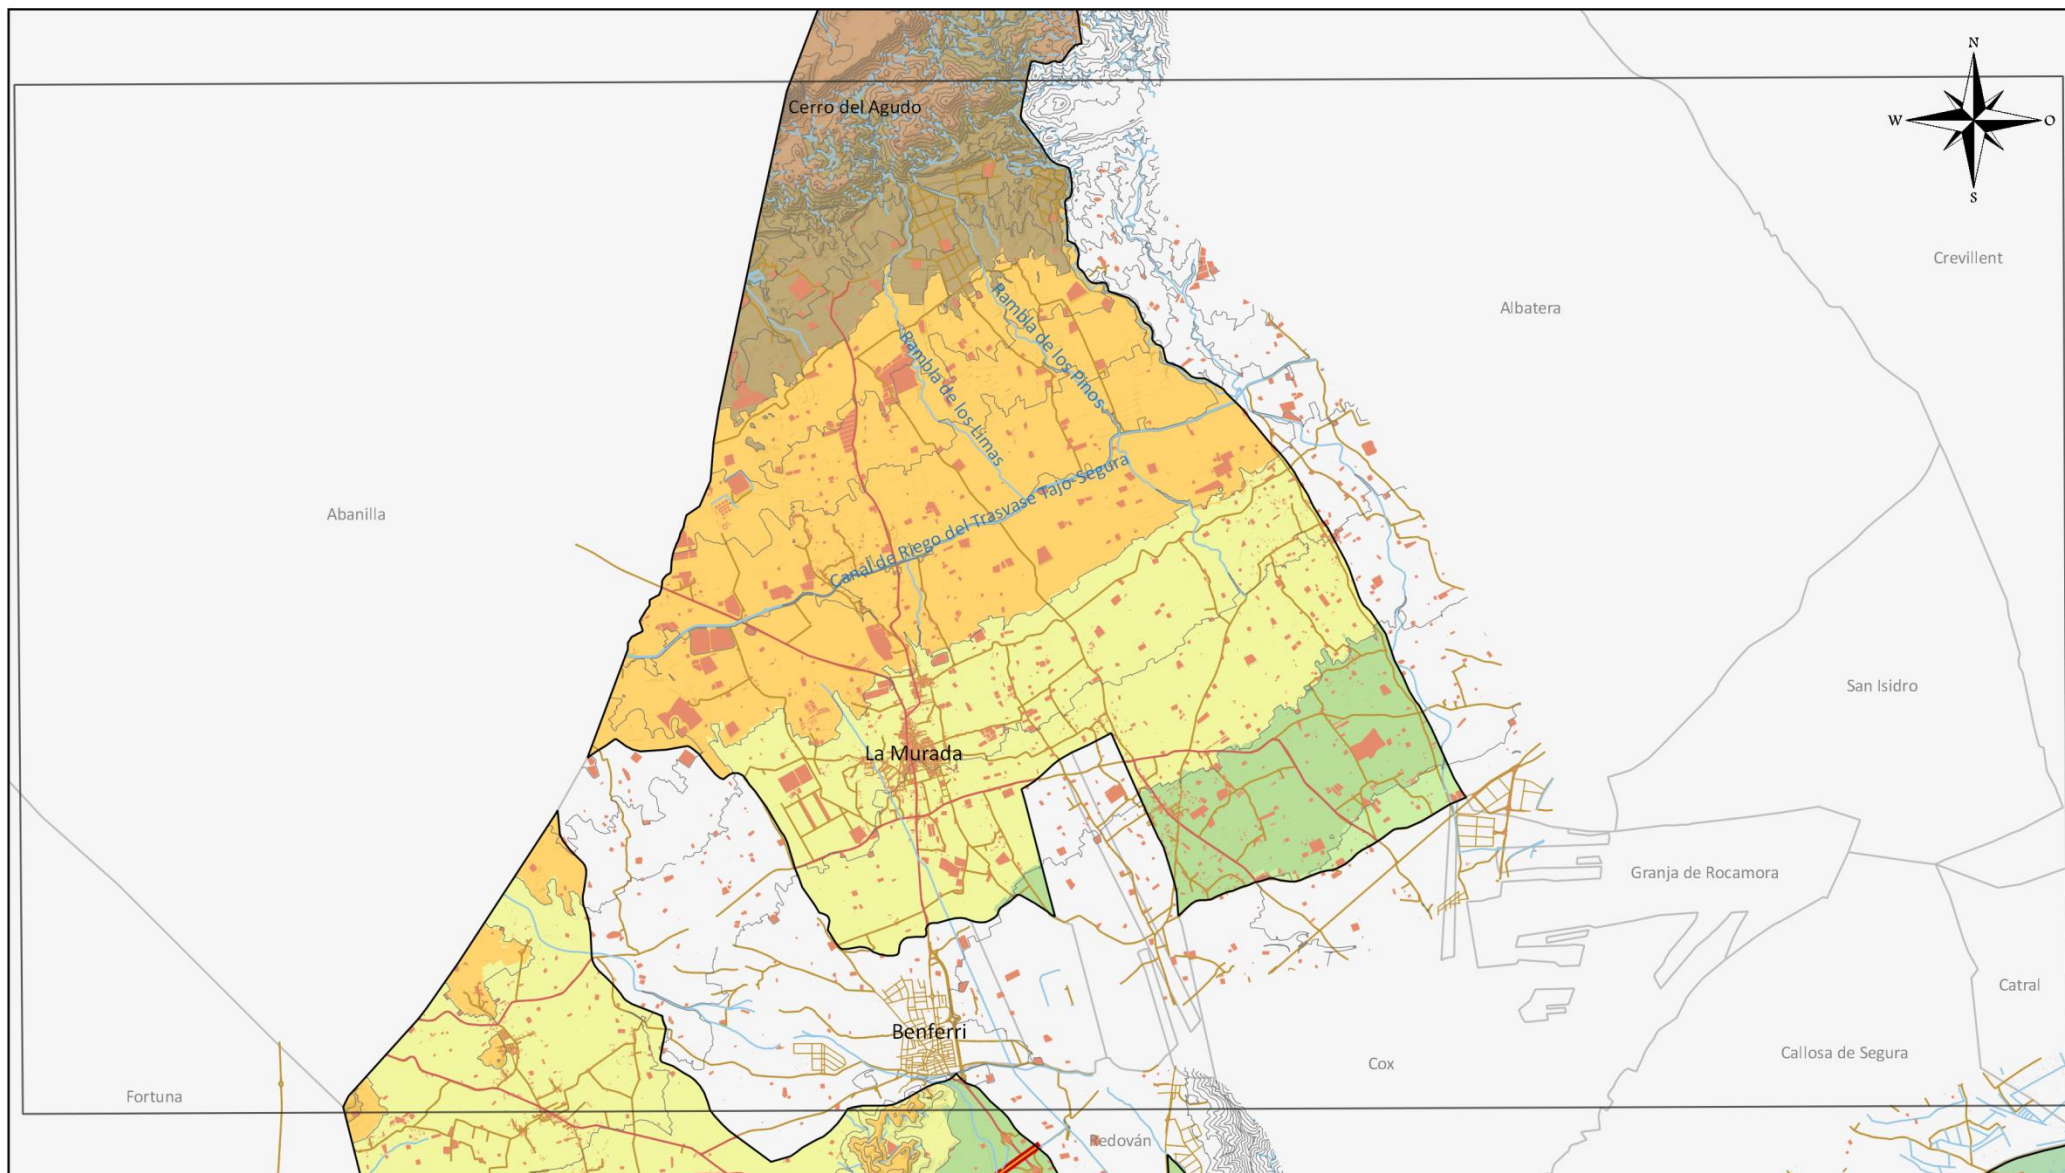 N
Cerro del Agudo
W
O
S
Crevillent
Rambla de los Pinos
Albatera
Rambla de los Limas
Canal de Riego del Trasvase Tajo-Segura
Abanilla
San Isidro
La Murada
Granja de Rocamora
Catral
Benferri
Callosa de Segura
Cox
Fortuna
Redován